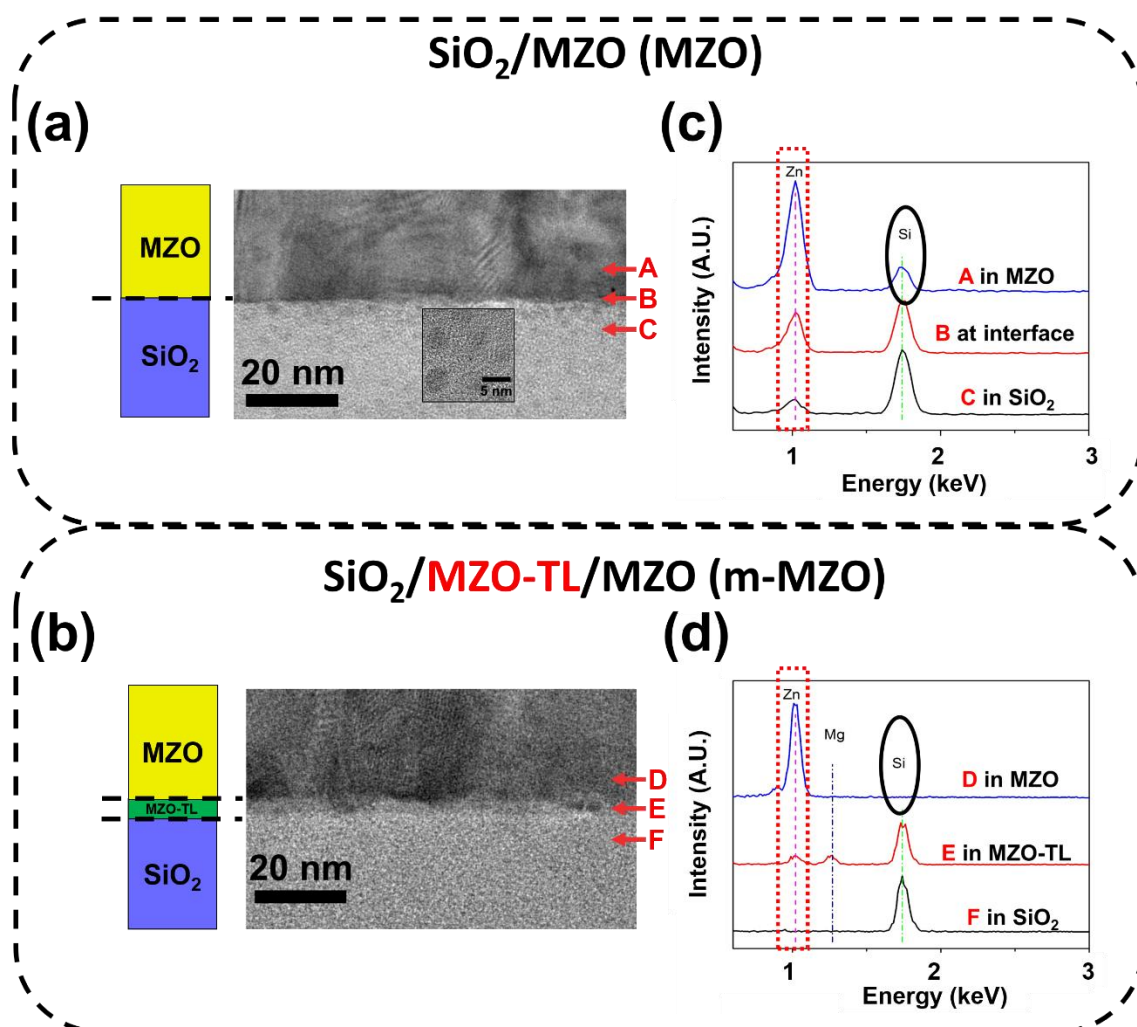 SiO₂/MZO (MZO)
(a)
MZO
SiO₂
A
B
C
20 nm
5 nm
(c)
Intensity (A.U.)
Zn
Si
A in MZO
B at interface
C in SiO₂
1
2
3
Energy (keV)
SiO₂/MZO-TL/MZO (m-MZO)
(b)
MZO
MZO-TL
SiO₂
D
E
F
20 nm
(d)
Intensity (A.U.)
Zn
Mg
Si
D in MZO
E in MZO-TL
F in SiO₂
1
2
3
Energy (keV)